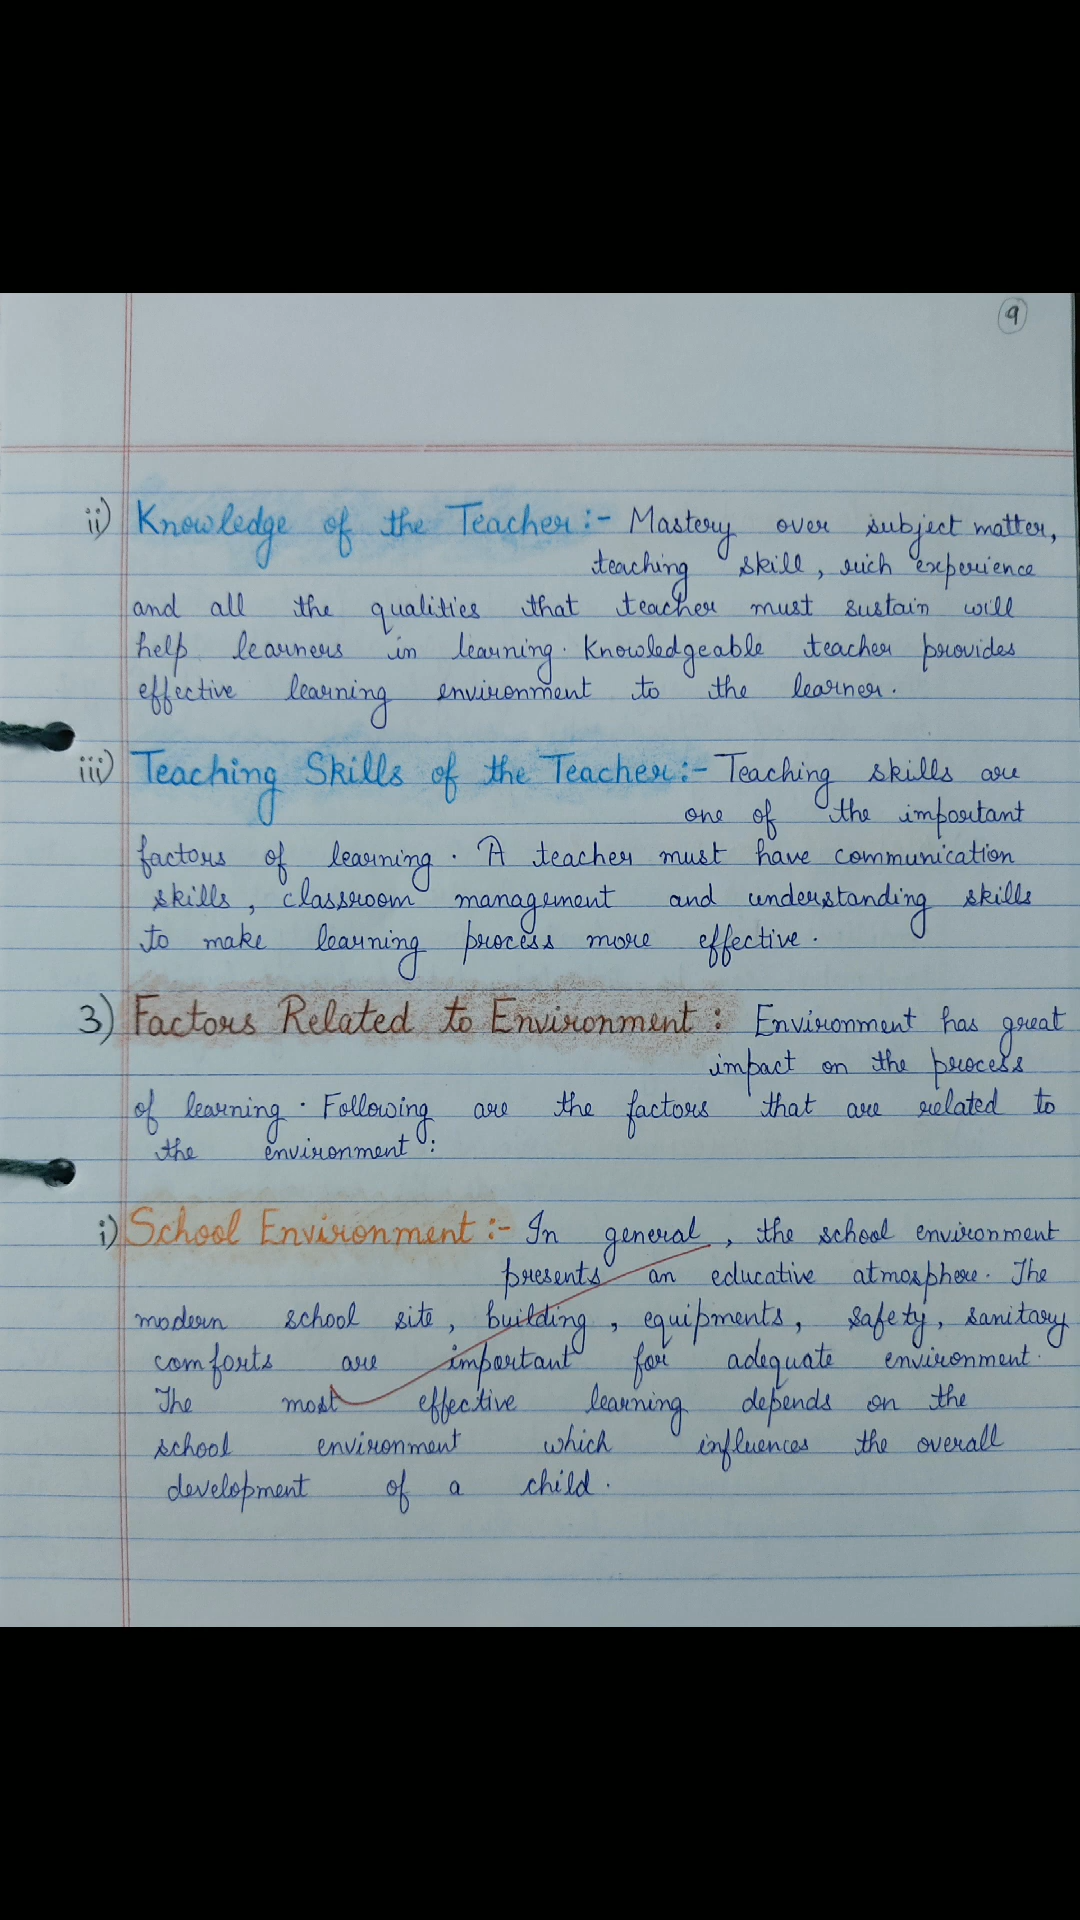 9
ii) Knowledge of the Teacher :- Mastery over subject matter,
teaching skill, rich experience
and all the qualities that teacher must sustain will
help learners in learning. Knowledgeable teacher provides
effective learning environment to the learner.
iii) Teaching Skills of the Teacher :- Teaching skills are
one of the important
factors of learning. A teacher must have communication
skills, classroom management and understanding skills
to make learning process more effective.
3) Factors Related to Environment : Environment has great
impact on the process
of learning. Following are the factors that are related to
the environment :
i) School Environment :- In general, the school environment
presents an educative atmosphere. The
modern school site, building, equipments, safety, sanitary
comforts are important for adequate environment.
The most effective learning depends on the
school environment which influences the overall
development of a child.